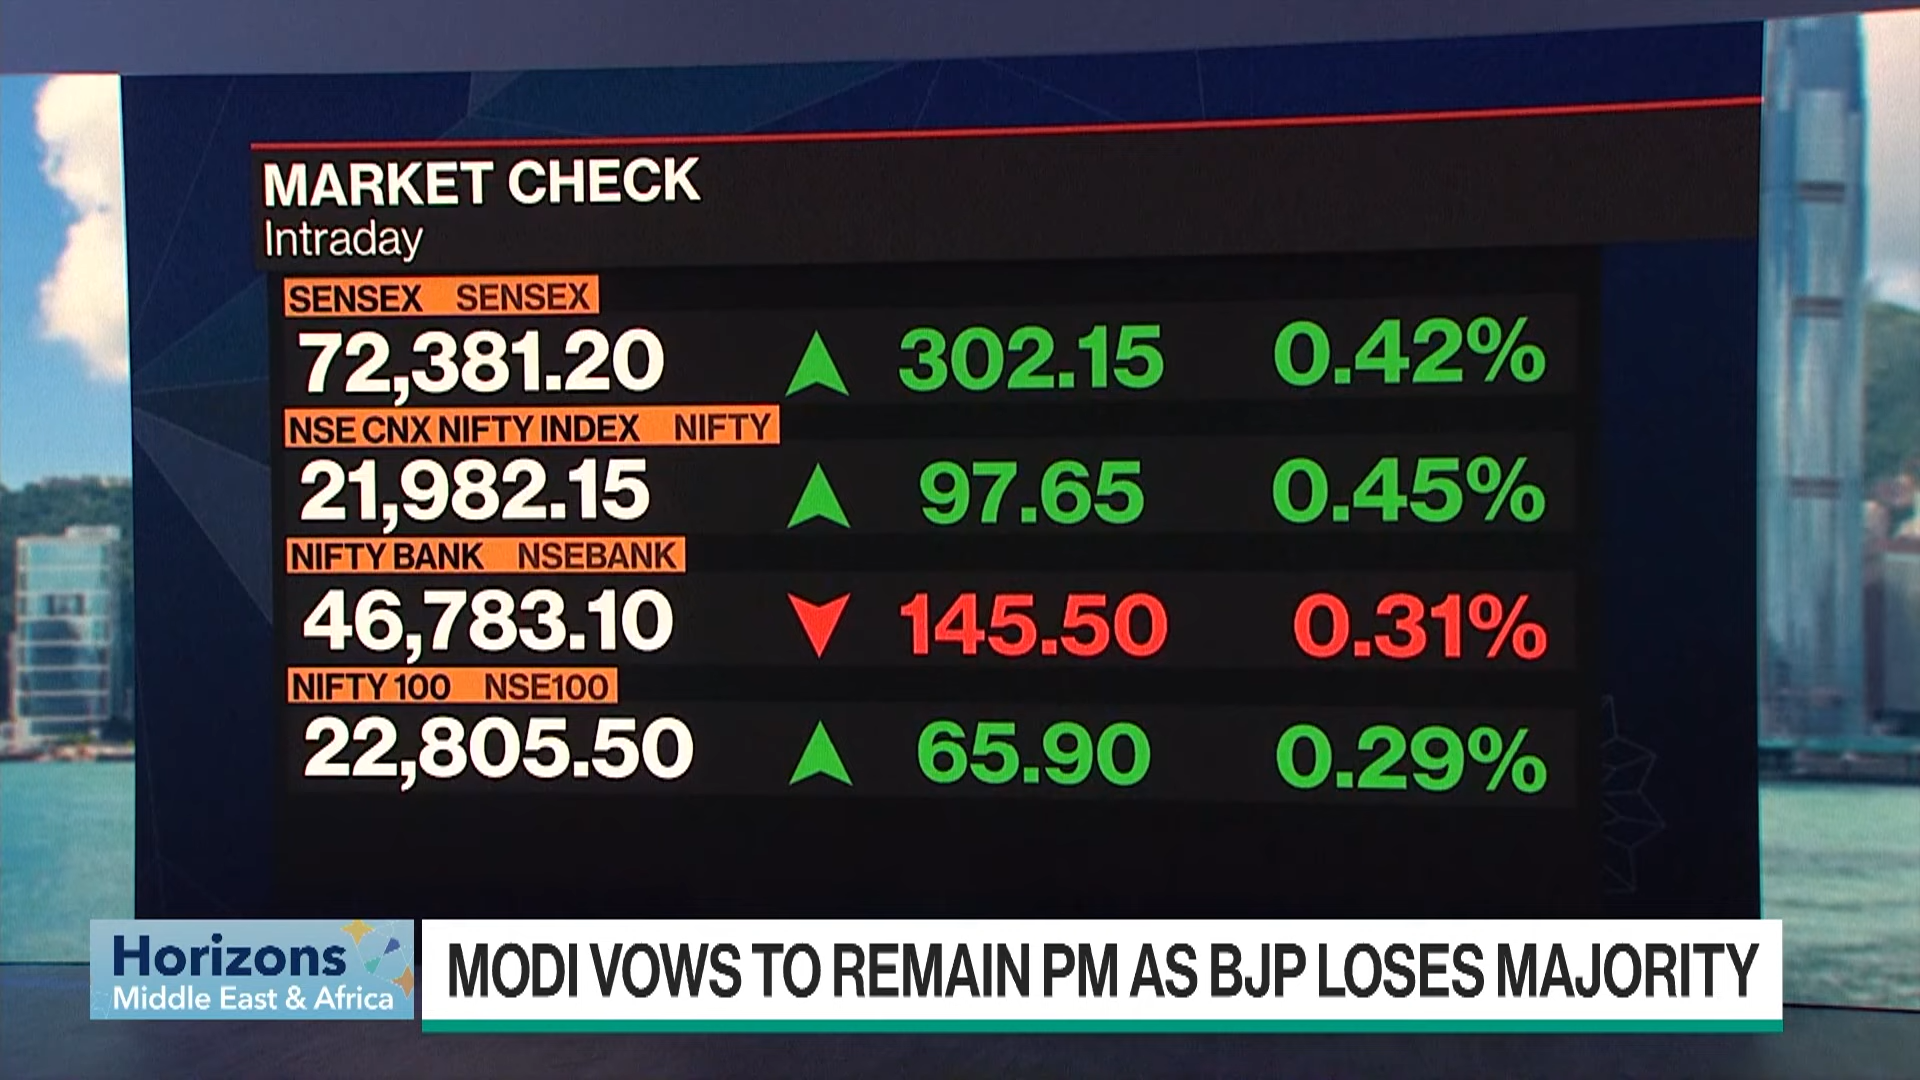 MARKET CHECK
Intraday
SENSEX SENSEX
72,381.20 302.15 0.42%
NSE CNX NIFTY INDEX NIFTY
21,982.15 97.65 0.45%
NIFTY BANK NSEBANK
46,783.10 145.50 0.31%
NIFTY 100 NSE100
22,805.50 65.90 0.29%
Horizons
Middle East & Africa
MODI VOWS TO REMAIN PM AS BJP LOSES MAJORITY